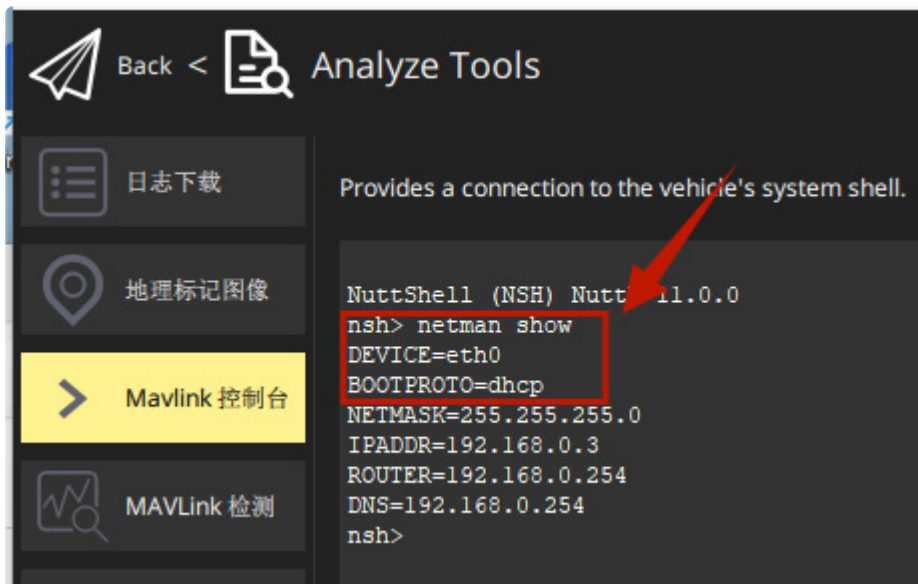 Back < Analyze Tools
日志下载
Provides a connection to the vehicle's system shell.
地理标记图像
NuttShell (NSH) Nutt 11.0.0
nsh> netman show
DEVICE=eth0
BOOTPROTO=dhcp
Mavlink 控制台
NETMASK=255.255.255.0
IPADDR=192.168.0.3
ROUTER=192.168.0.254
MAVLink 检测
DNS=192.168.0.254
nsh>